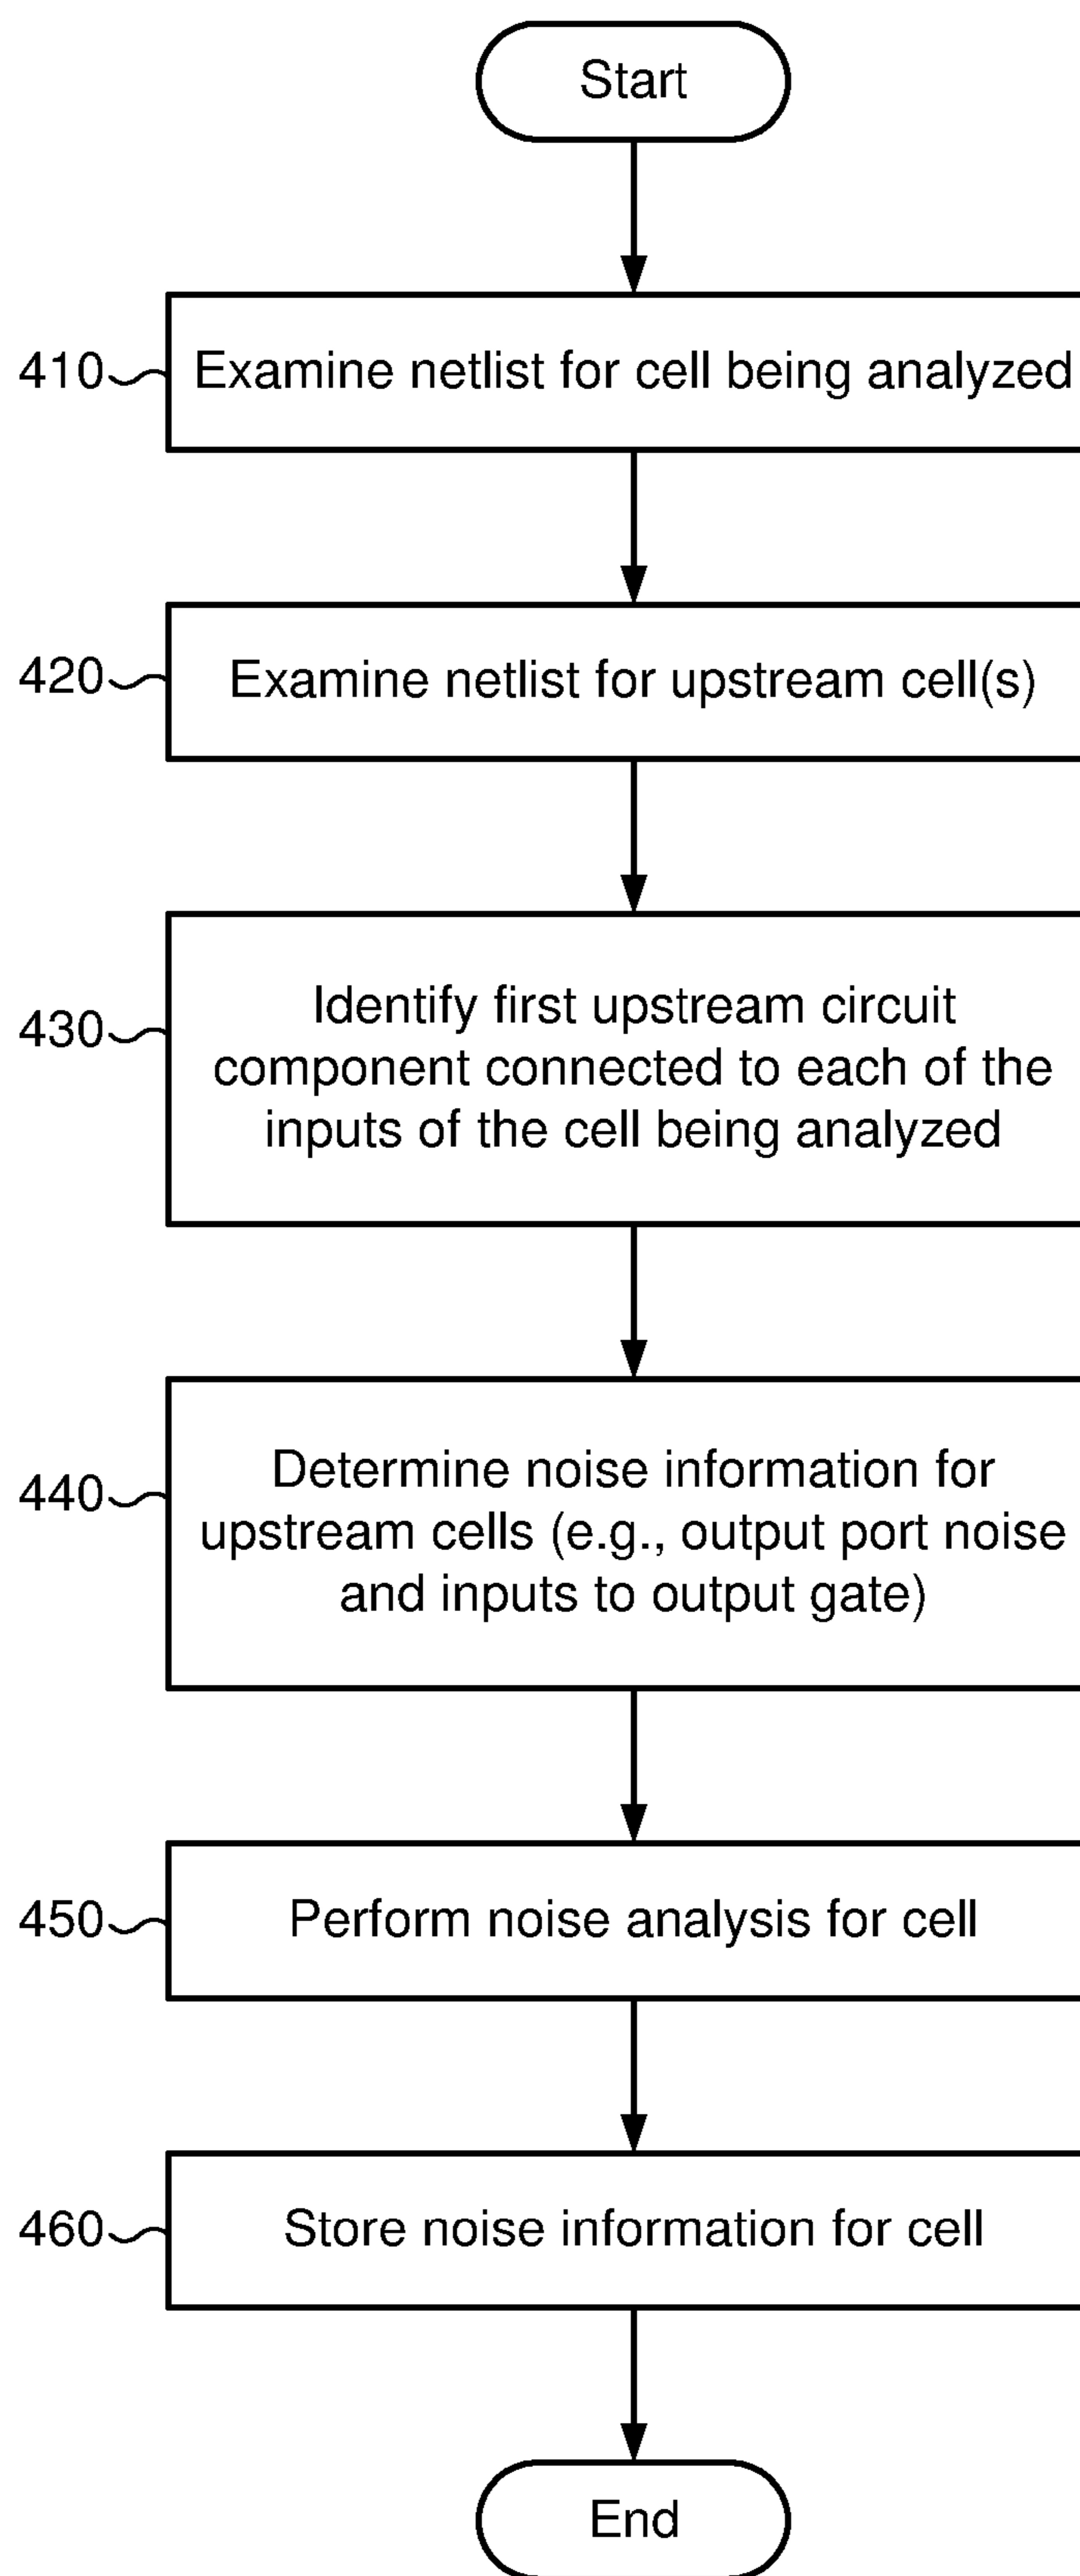 Start
410
Examine netlist for cell being analyzed
420
Examine netlist for upstream cell(s)
430
Identify first upstream circuit
component connected to each of the
inputs of the cell being analyzed
440
Determine noise information for
upstream cells (e.g., output port noise
and inputs to output gate)
450
Perform noise analysis for cell
460
Store noise information for cell
End